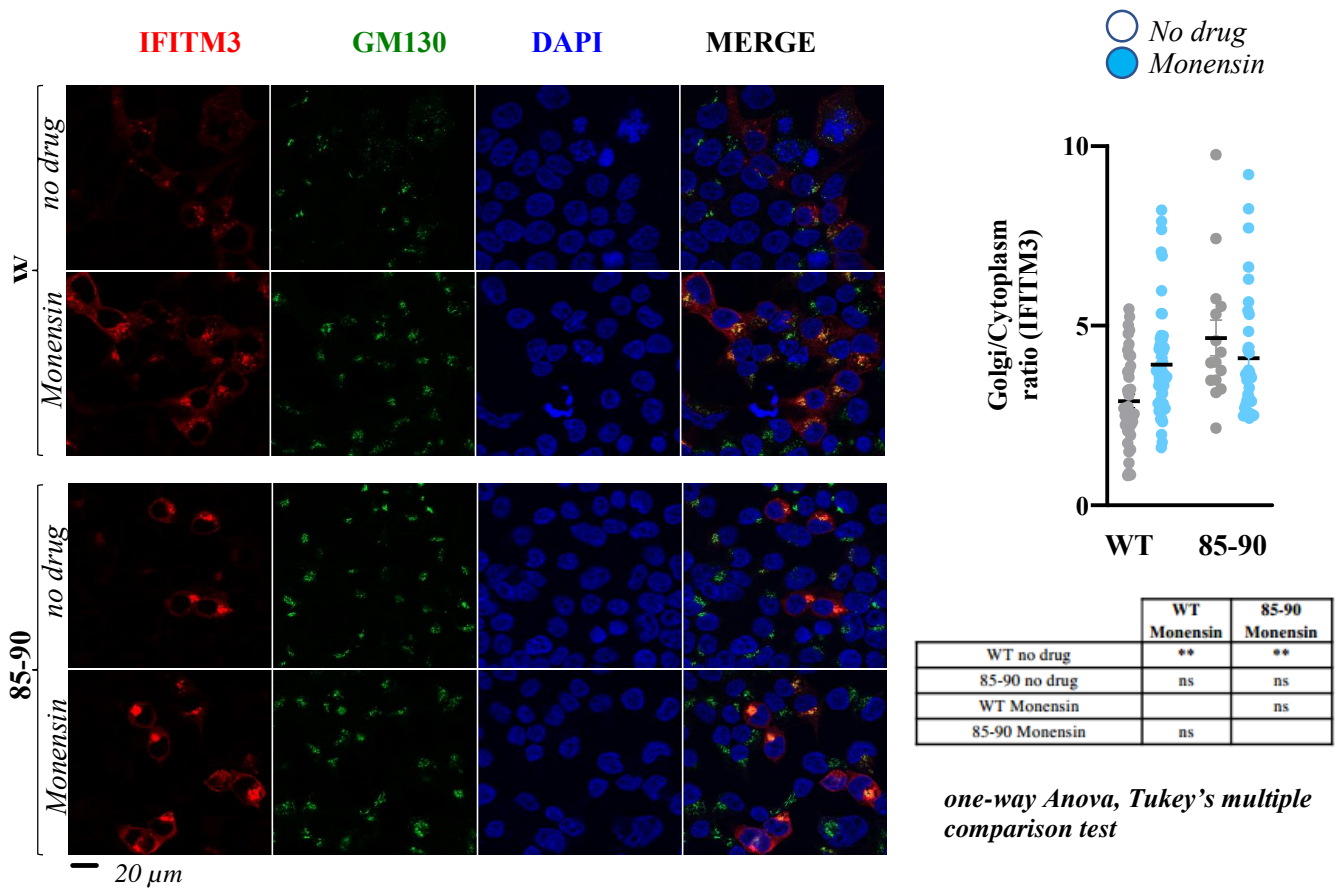 IFITM3 GM130 DAPI MERGE
W
no drug
Monensin
85-90
no drug
Monensin
20 µm
No drug
Monensin
Golgi/Cytoplasm
ratio (IFITM3)
10
5
0
WT 85-90
WT Monensin 85-90 Monensin
WT no drug ** **
85-90 no drug ns ns
WT Monensin ns
85-90 Monensin ns
one-way Anova, Tukey's multiple
comparison test